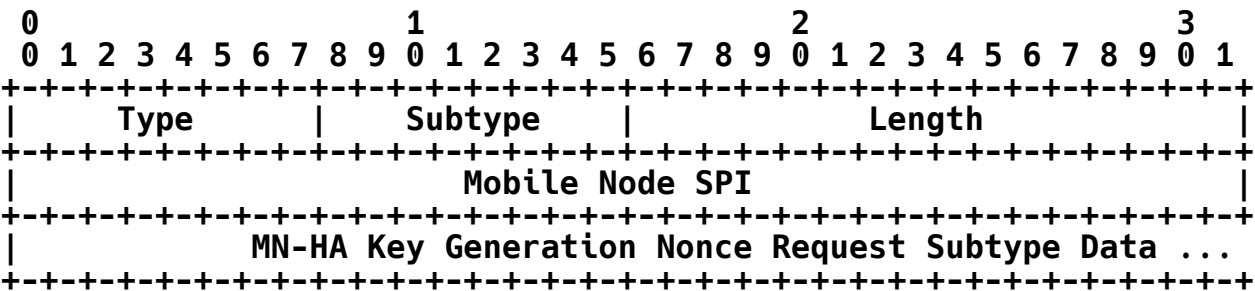 0                   1                   2                   3
 0 1 2 3 4 5 6 7 8 9 0 1 2 3 4 5 6 7 8 9 0 1 2 3 4 5 6 7 8 9 0 1
+-+-+-+-+-+-+-+-+-+-+-+-+-+-+-+-+-+-+-+-+-+-+-+-+-+-+-+-+-+-+-+-+
|     Type      |    Subtype    |            Length             |
+-+-+-+-+-+-+-+-+-+-+-+-+-+-+-+-+-+-+-+-+-+-+-+-+-+-+-+-+-+-+-+-+
|                       Mobile Node SPI                         |
+-+-+-+-+-+-+-+-+-+-+-+-+-+-+-+-+-+-+-+-+-+-+-+-+-+-+-+-+-+-+-+-+
|            MN-HA Key Generation Nonce Request Subtype Data ...
+-+-+-+-+-+-+-+-+-+-+-+-+-+-+-+-+-+-+-+-+-+-+-+-+-+-+-+-+-+-+-+-+